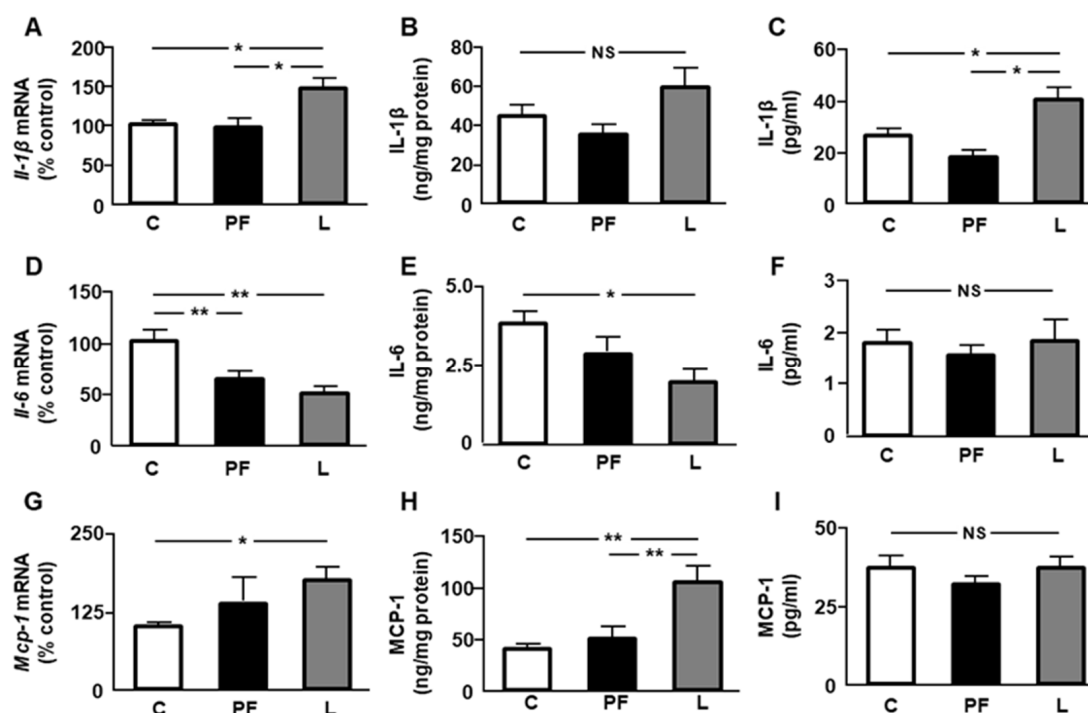 A
Il-1β mRNA
(% control)
200
150
100
50
0
*
*
C PF L
B
IL-1β
(ng/mg protein)
80
60
40
20
0
NS
C PF L
C
IL-1β
(pg/ml)
60
40
20
0
*
*
C PF L
D
Il-6 mRNA
(% control)
150
100
50
0
**
**
C PF L
E
IL-6
(ng/mg protein)
5.0
2.5
0
*
C PF L
F
IL-6
(pg/ml)
3
2
1
0
NS
C PF L
G
Mcp-1 mRNA
(% control)
250
125
0
*
C PF L
H
MCP-1
(ng/mg protein)
150
100
50
0
**
**
C PF L
I
MCP-1
(pg/ml)
50
25
0
NS
C PF L